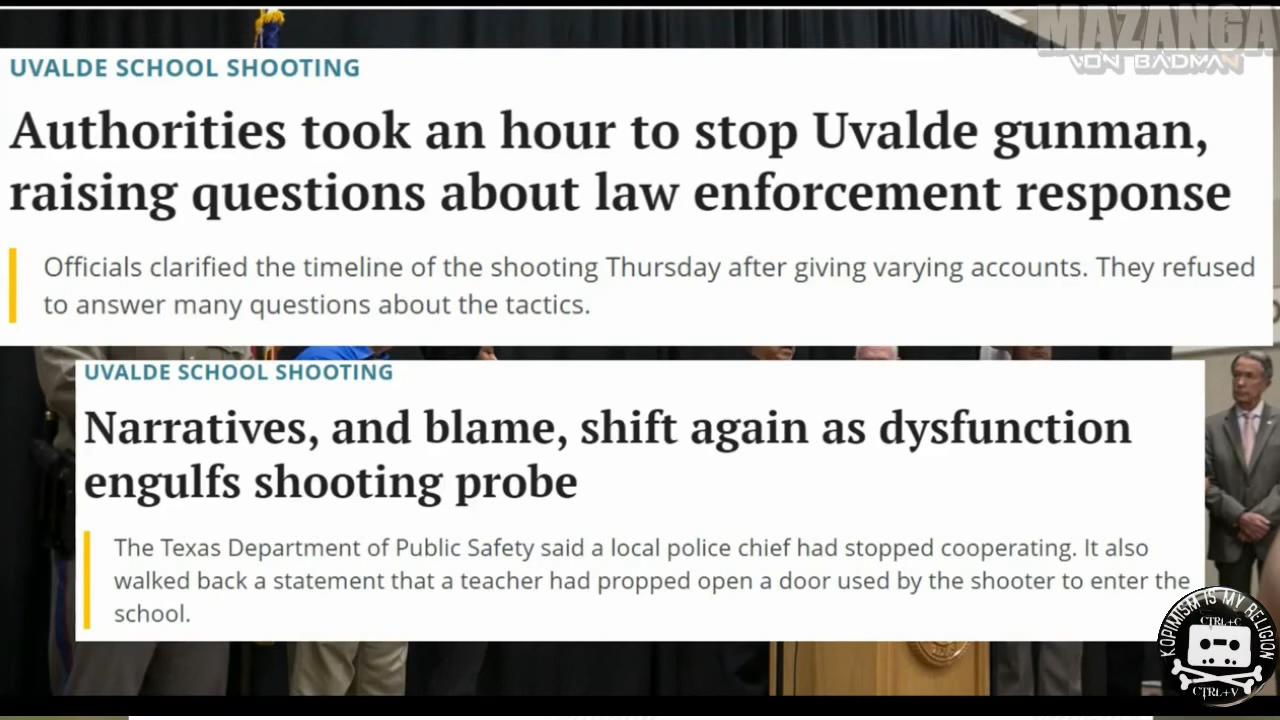 MAZANGA
VON BADMAN
UVALDE SCHOOL SHOOTING
Authorities took an hour to stop Uvalde gunman,
raising questions about law enforcement response
Officials clarified the timeline of the shooting Thursday after giving varying accounts. They refused
to answer many questions about the tactics.
UVALDE SCHOOL SHOOTING
Narratives, and blame, shift again as dysfunction
engulfs shooting probe
The Texas Department of Public Safety said a local police chief had stopped cooperating. It also
walked back a statement that a teacher had propped open a door used by the shooter to enter the
school.
KOPIMISM IS MY RELIGION
CTRL+C
CTRL+V